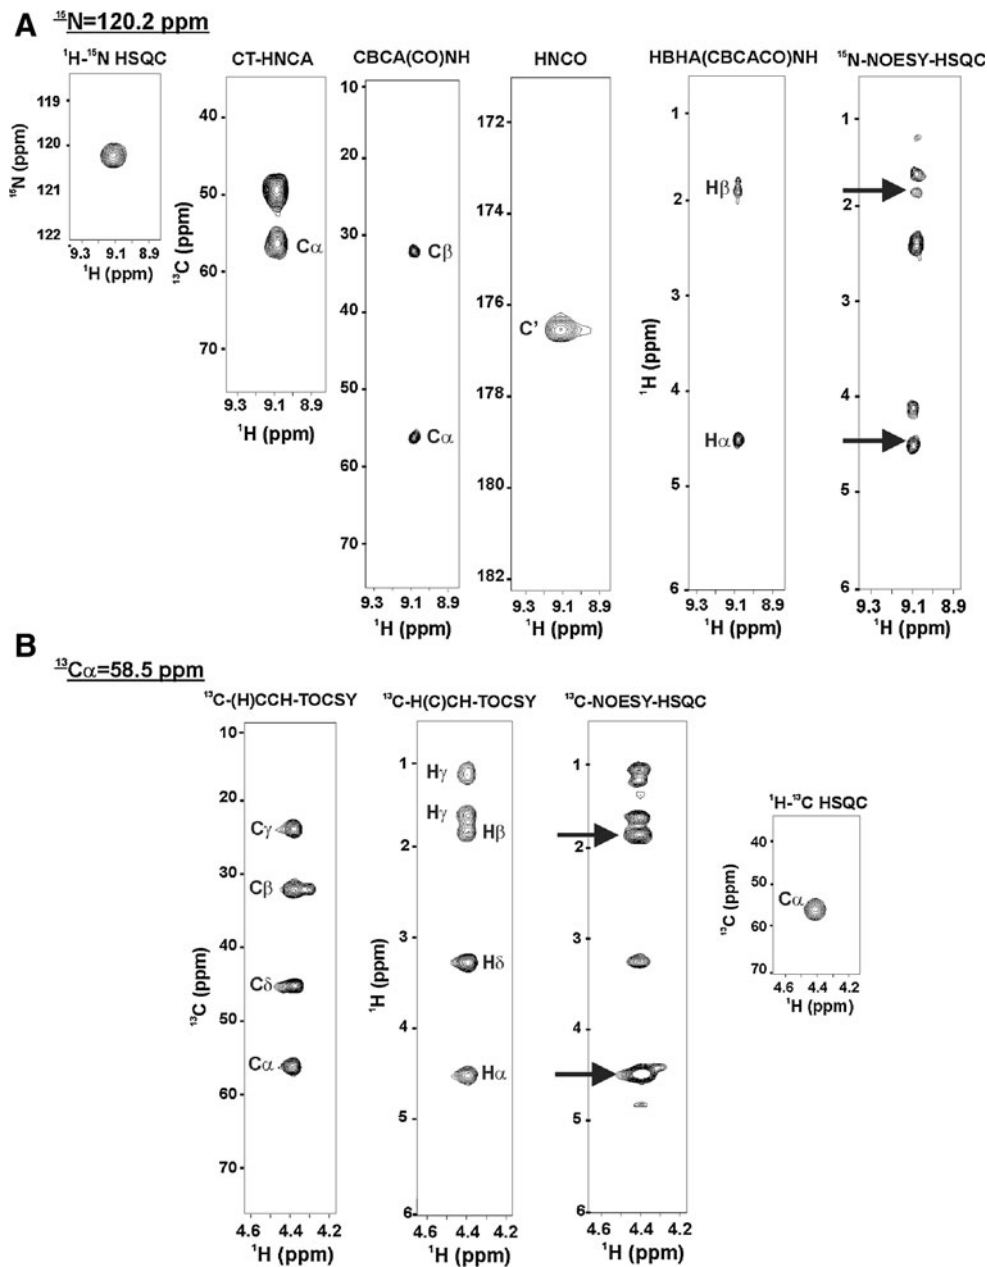 A ¹⁵N=120.2 ppm
¹H-¹⁵N HSQC
119
120
121
122
¹⁵N (ppm)
9.3 9.1 8.9
¹H (ppm)
CT-HNCA
40
50
60
70
¹³C (ppm)
Cα
9.3 9.1 8.9
¹H (ppm)
CBCA(CO)NH
10
20
30
40
50
60
70
Cβ
Cα
9.3 9.1 8.9
¹H (ppm)
HNCO
172
174
176
178
180
182
C'
9.3 9.1 8.9
¹H (ppm)
HBHA(CBCACO)NH
1
2
3
4
5
6
¹H (ppm)
Hβ
Hα
9.3 9.1 8.9
¹H (ppm)
¹⁵N-NOESY-HSQC
1
2
3
4
5
6
9.3 9.1 8.9
¹H (ppm)
B
¹³Cα=58.5 ppm
¹³C-(H)CCH-TOCSY
10
20
30
40
50
60
70
¹³C (ppm)
Cγ
Cβ
Cδ
Cα
4.6 4.4 4.2
¹H (ppm)
¹³C-H(C)CH-TOCSY
1
2
3
4
5
6
¹H (ppm)
Hγ
Hγ
Hβ
Hδ
Hα
4.6 4.4 4.2
¹H (ppm)
¹³C-NOESY-HSQC
1
2
3
4
5
6
4.6 4.4 4.2
¹H (ppm)
¹H-¹³C HSQC
40
50
60
70
¹³C (ppm)
Cα
4.6 4.4 4.2
¹H (ppm)